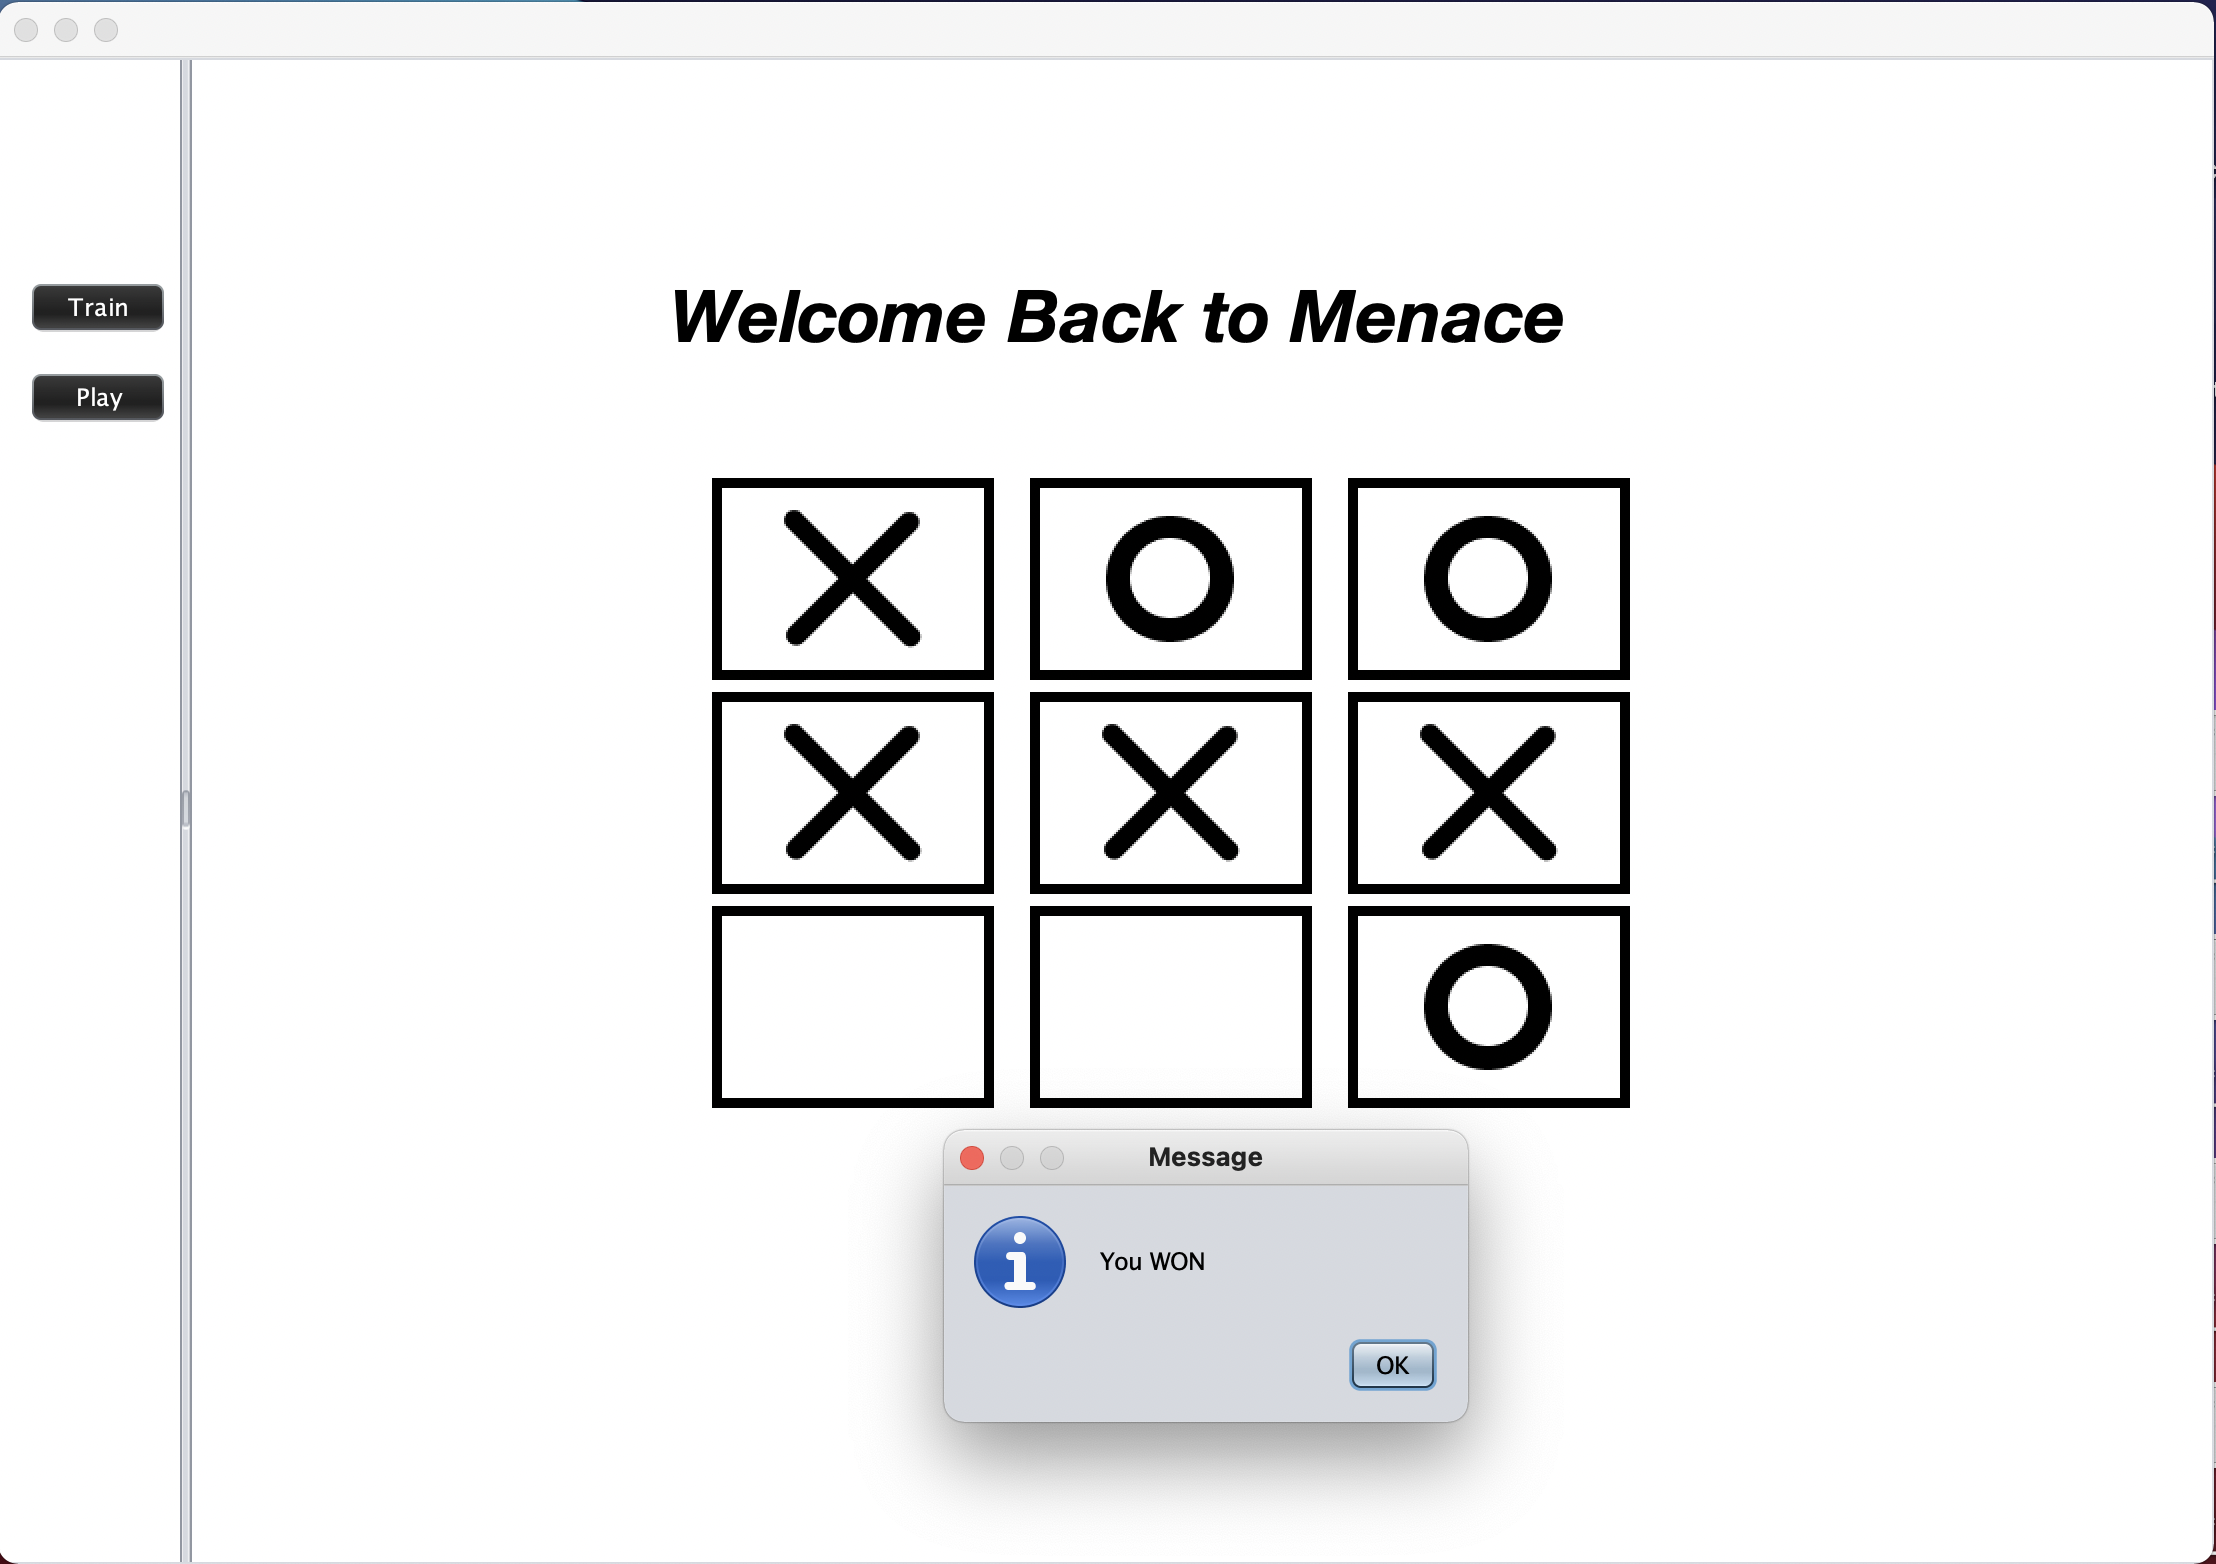 Train
Play
Welcome Back to Menace
X O O
X X X
O
Message
You WON
OK